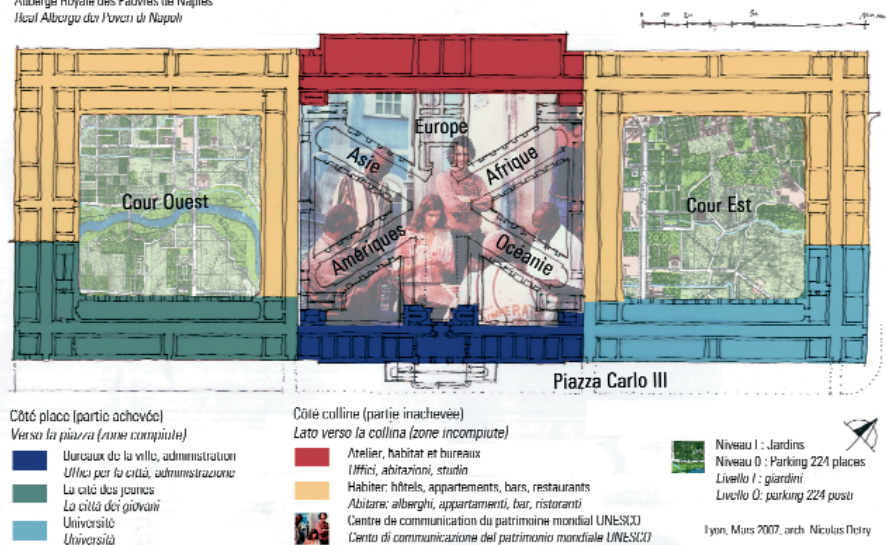 Auberge Royale des Pauvres de Naples
Real Albergo dei Poveri di Napoli
0 10 20 50
Europe
Asie
Afrique
Cour Ouest
Cour Est
Amériques
Océanie
Piazza Carlo III
Côté place (partie achevée)
Verso la piazza (zone compiute)
Bureaux de la ville, administration
Uffici per la città, administrazione
La cité des jeunes
La città dei giovani
Université
Università
Côté colline (partie inachevée)
Lato verso la collina (zone incompiute)
Atelier, habitat et bureaux
Uffici, abitazioni, studio
Habiter: hôtels, appartements, bars, restaurants
Abitare: alberghi, appartamenti, bar, ristoranti
Centre de communication du patrimoine mondial UNESCO
Cento di communicazione del patrimonio mondiale UNESCO
Niveau I : Jardins
Niveau 0 : Parking 224 places
Livello I : giardini
Livello O: parking 224 posti
Lyon, Mars 2007, arch. Nicolas Detry